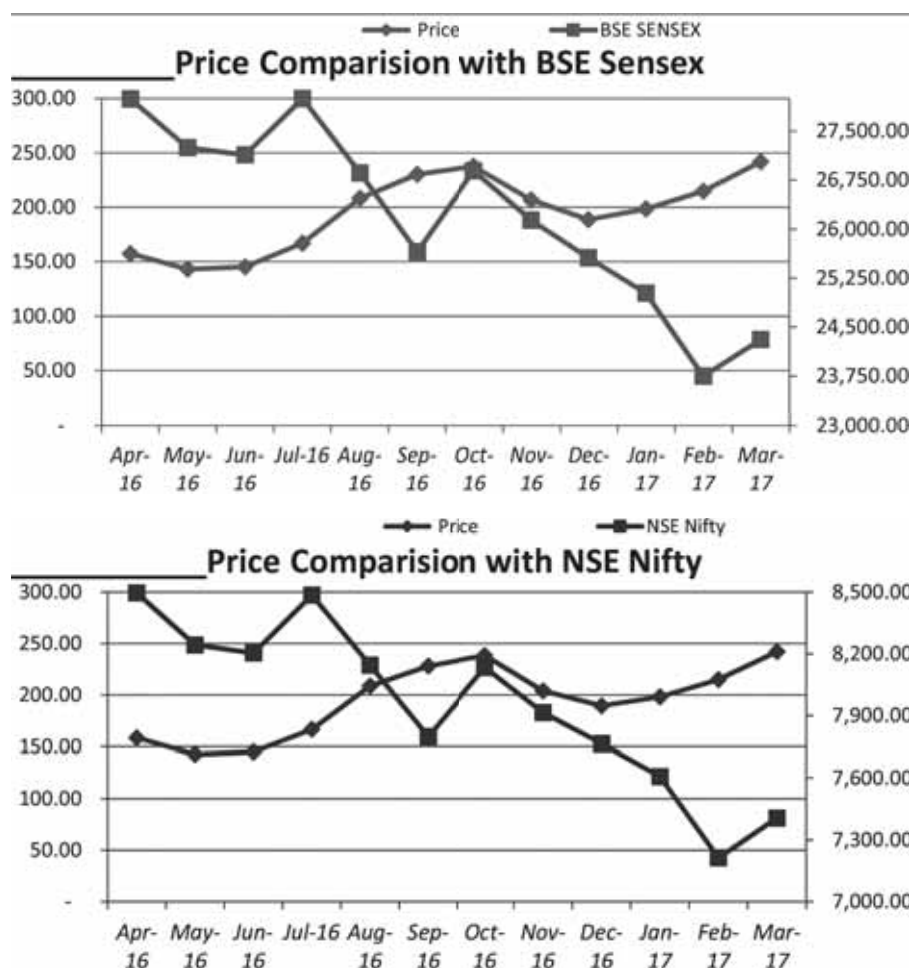 Price BSE SENSEX
Price Comparision with BSE Sensex
300.00
250.00 27,500.00
200.00 26,750.00
150.00 26,000.00
100.00 25,250.00
50.00 24,500.00
- 23,750.00
23,000.00
Apr- May- Jun- Jul-16 Aug- Sep- Oct- Nov- Dec- Jan- Feb- Mar-
16 16 16 16 16 16 16 16 17 17 17
Price NSE Nifty
Price Comparision with NSE Nifty
300.00 8,500.00
250.00 8,200.00
200.00 7,900.00
150.00 7,600.00
100.00 7,300.00
50.00 7,000.00
-
Apr- May- Jun- Jul-16 Aug- Sep- Oct- Nov- Dec- Jan- Feb- Mar-
16 16 16 16 16 16 16 16 17 17 17